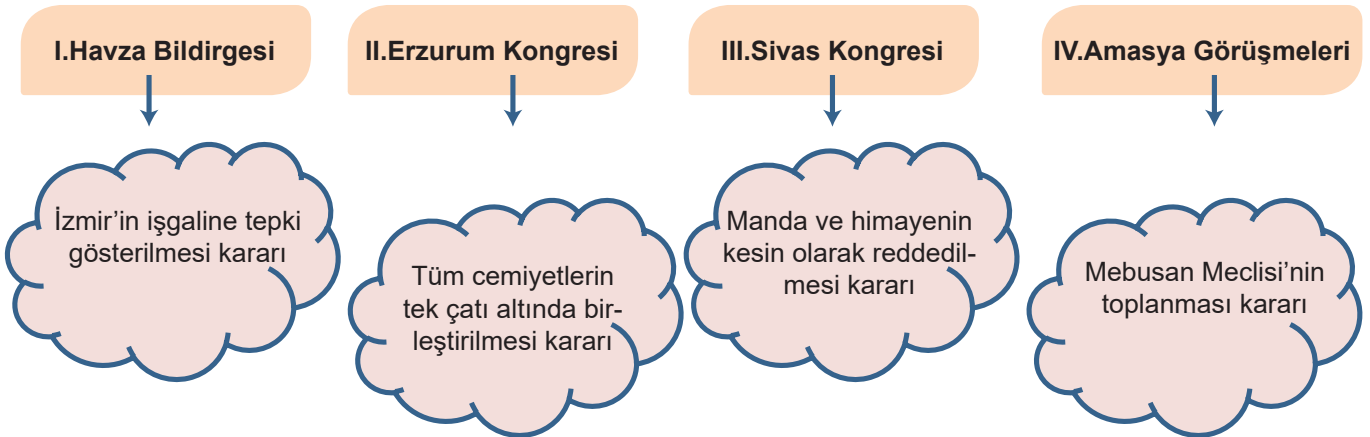 I.Havza Bildirgesi
İzmir’in işgaline tepki
gösterilmesi kararı
II.Erzurum Kongresi
Tüm cemiyetlerin
tek çatı altında bir-
leştirilmesi kararı
III.Sivas Kongresi
Manda ve himayenin
kesin olarak reddedil-
mesi kararı
IV.Amasya Görüşmeleri
Mebusan Meclisi’nin
toplanması kararı